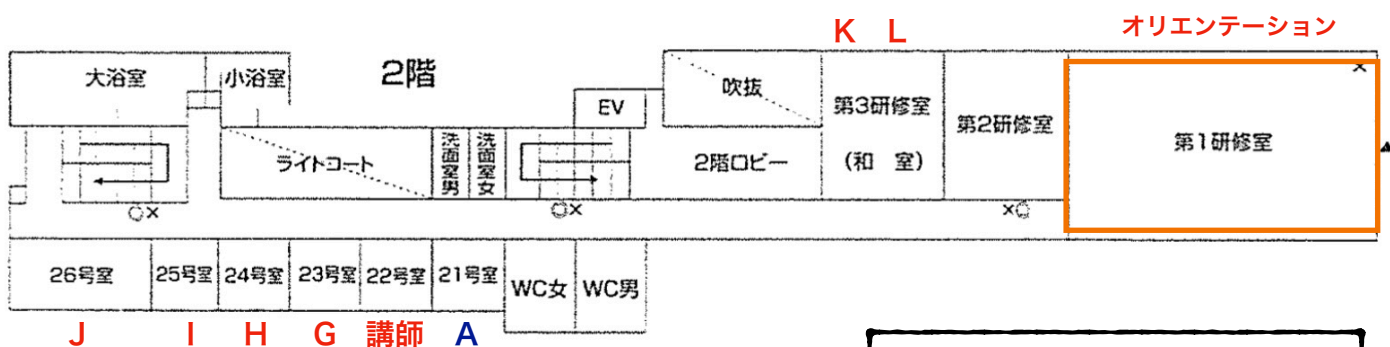 K L
オリエンテーション
大浴室
小浴室
2階
EV
吹抜
第3研修室
(和 室)
第2研修室
第1研修室
ライトコート
洗面室男
洗面室女
2階ロビー
26号室
25号室
24号室
23号室
22号室
21号室
WC女
WC男
J
I
H
G
講師
A